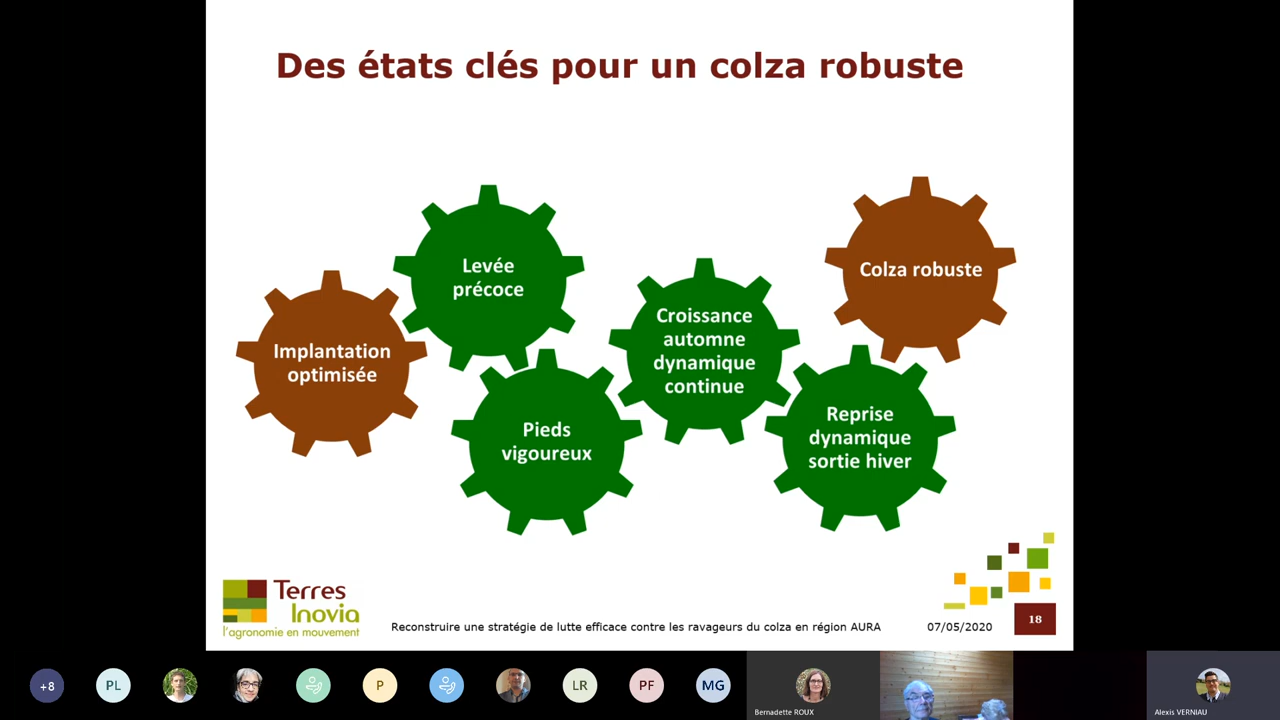 Des états clés pour un colza robuste
Levée
précoce
Colza robuste
Implantation
optimisée
Croissance
automne
dynamique
continue
Pieds
vigoureux
Reprise
dynamique
sortie hiver
Terres
Inovia
l'agronomie en mouvement
Reconstruire une stratégie de lutte efficace contre les ravageurs du colza en région AURA
07/05/2020
18
+8
PL
P
LR
PF
MG
Bernadette ROUX
Alexis VERNIAU